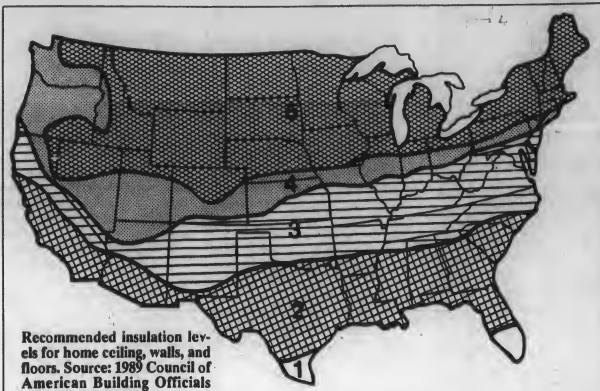 5
4
3
2
1
Recommended insulation lev-
els for home ceiling, walls, and
floors. Source: 1989 Council of
American Building Officials